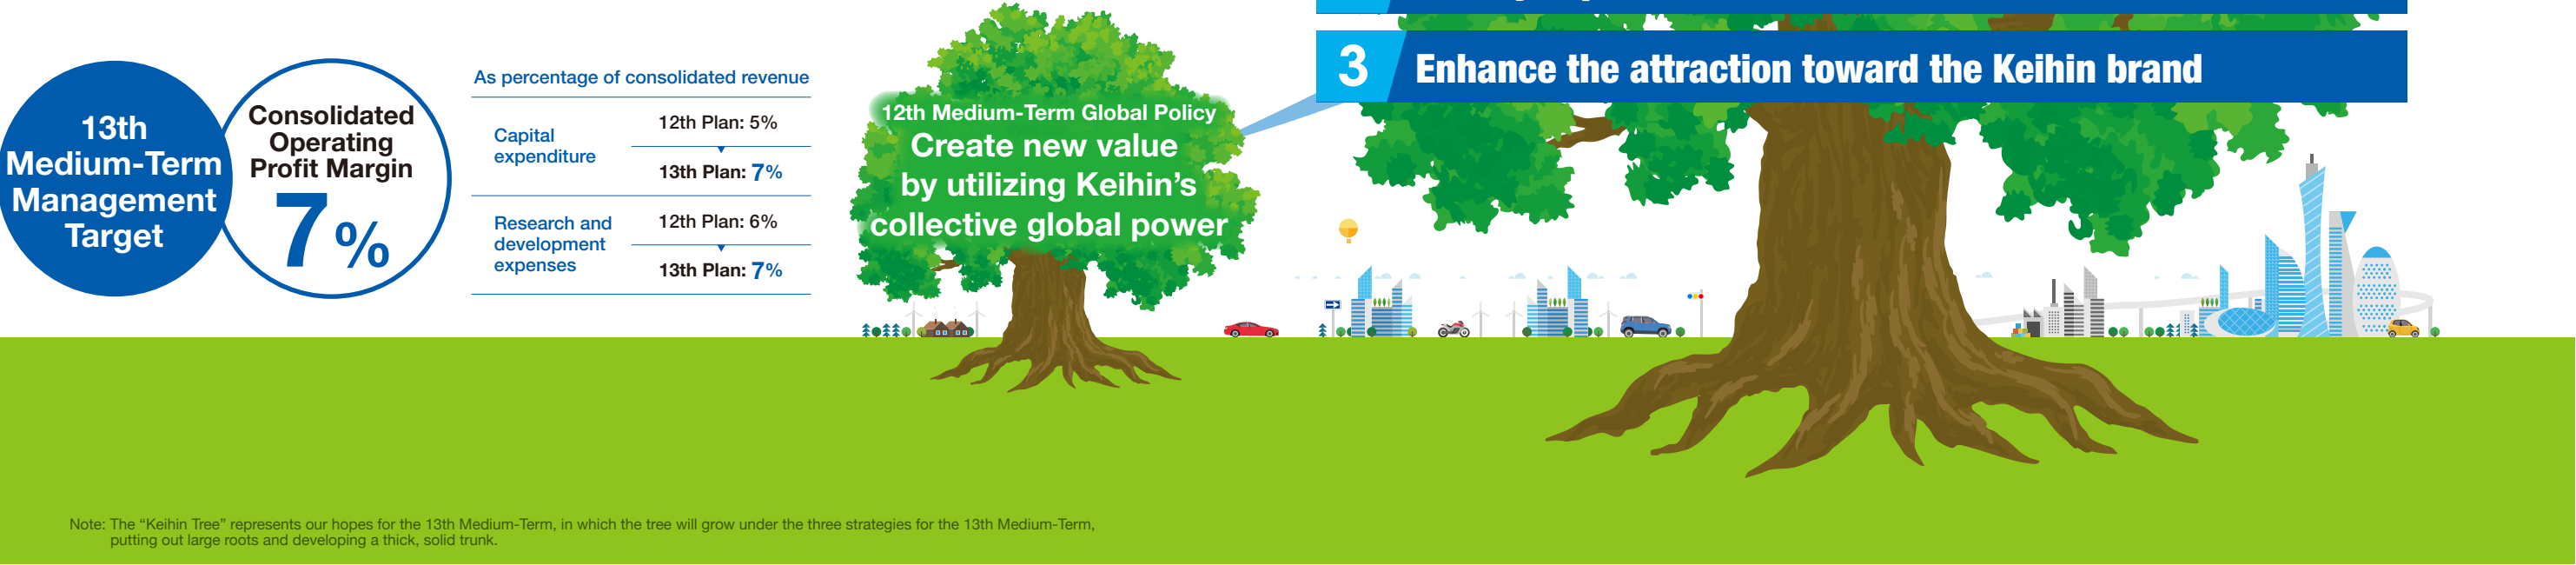 13th
Medium-Term
Management
Target
Consolidated
Operating
Profit Margin
7%
As percentage of consolidated revenue
Capital
expenditure
12th Plan: 5%
13th Plan: 7%
Research and
development
expenses
12th Plan: 6%
13th Plan: 7%
12th Medium-Term Global Policy
Create new value
by utilizing Keihin’s
collective global power
3 Enhance the attraction toward the Keihin brand
Note: The “Keihin Tree” represents our hopes for the 13th Medium-Term, in which the tree will grow under the three strategies for the 13th Medium-Term,
putting out large roots and developing a thick, solid trunk.